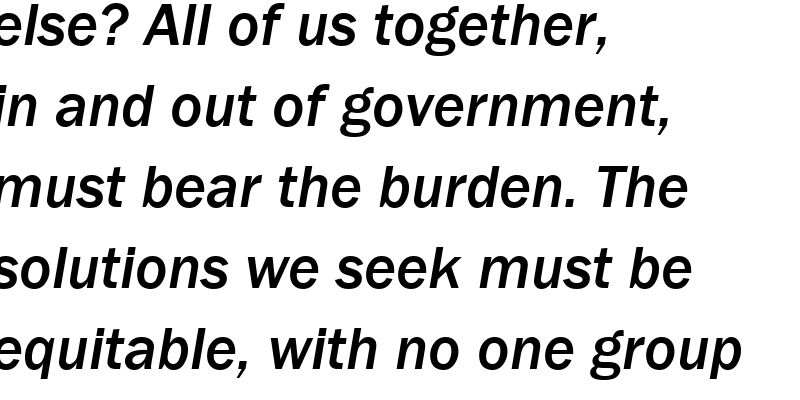 else? All of us together,
in and out of government,
must bear the burden. The
solutions we seek must be
equitable, with no one group